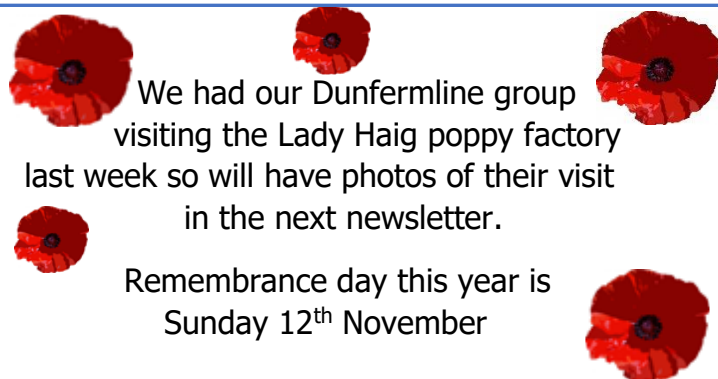 We had our Dunfermline group
visiting the Lady Haig poppy factory
last week so will have photos of their visit
in the next newsletter.
Remembrance day this year is
Sunday 12th November